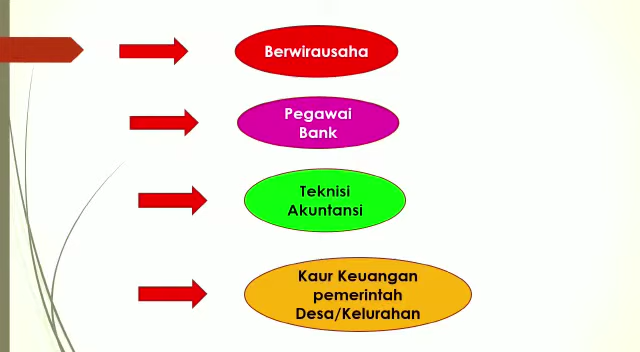 Berwirausaha
Pegawai
Bank
Teknisi
Akuntansi
Kaur Keuangan
pemerintah
Desa/Kelurahan